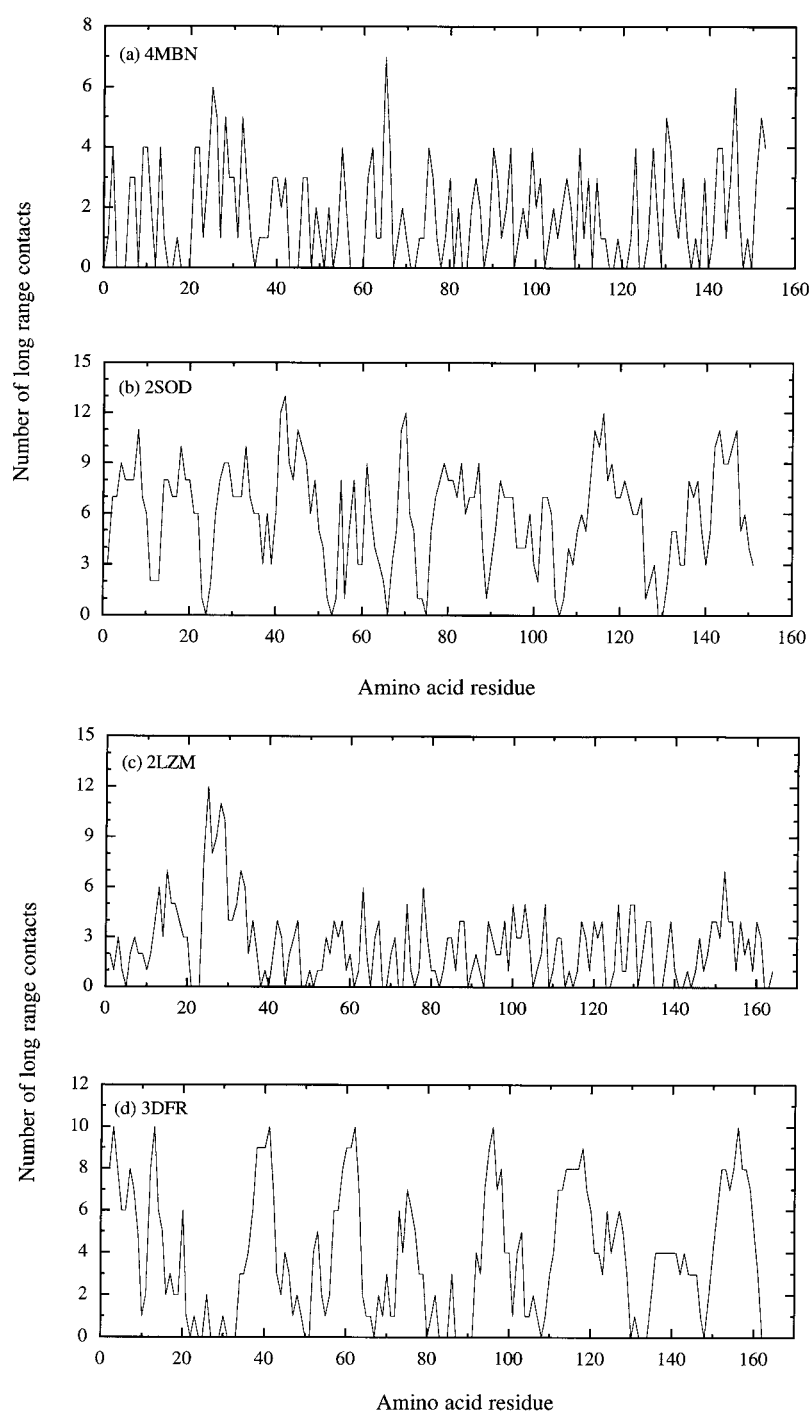 (a) 4MBN
8
6
4
2
0
0 20 40 60 80 100 120 140 160
Number of long range contacts
(b) 2SOD
15
12
9
6
3
0
0 20 40 60 80 100 120 140 160
Amino acid residue
(c) 2LZM
15
12
9
6
3
0
0 20 40 60 80 100 120 140 160
Number of long range contacts
(d) 3DFR
12
10
8
6
4
2
0
0 20 40 60 80 100 120 140 160
Amino acid residue